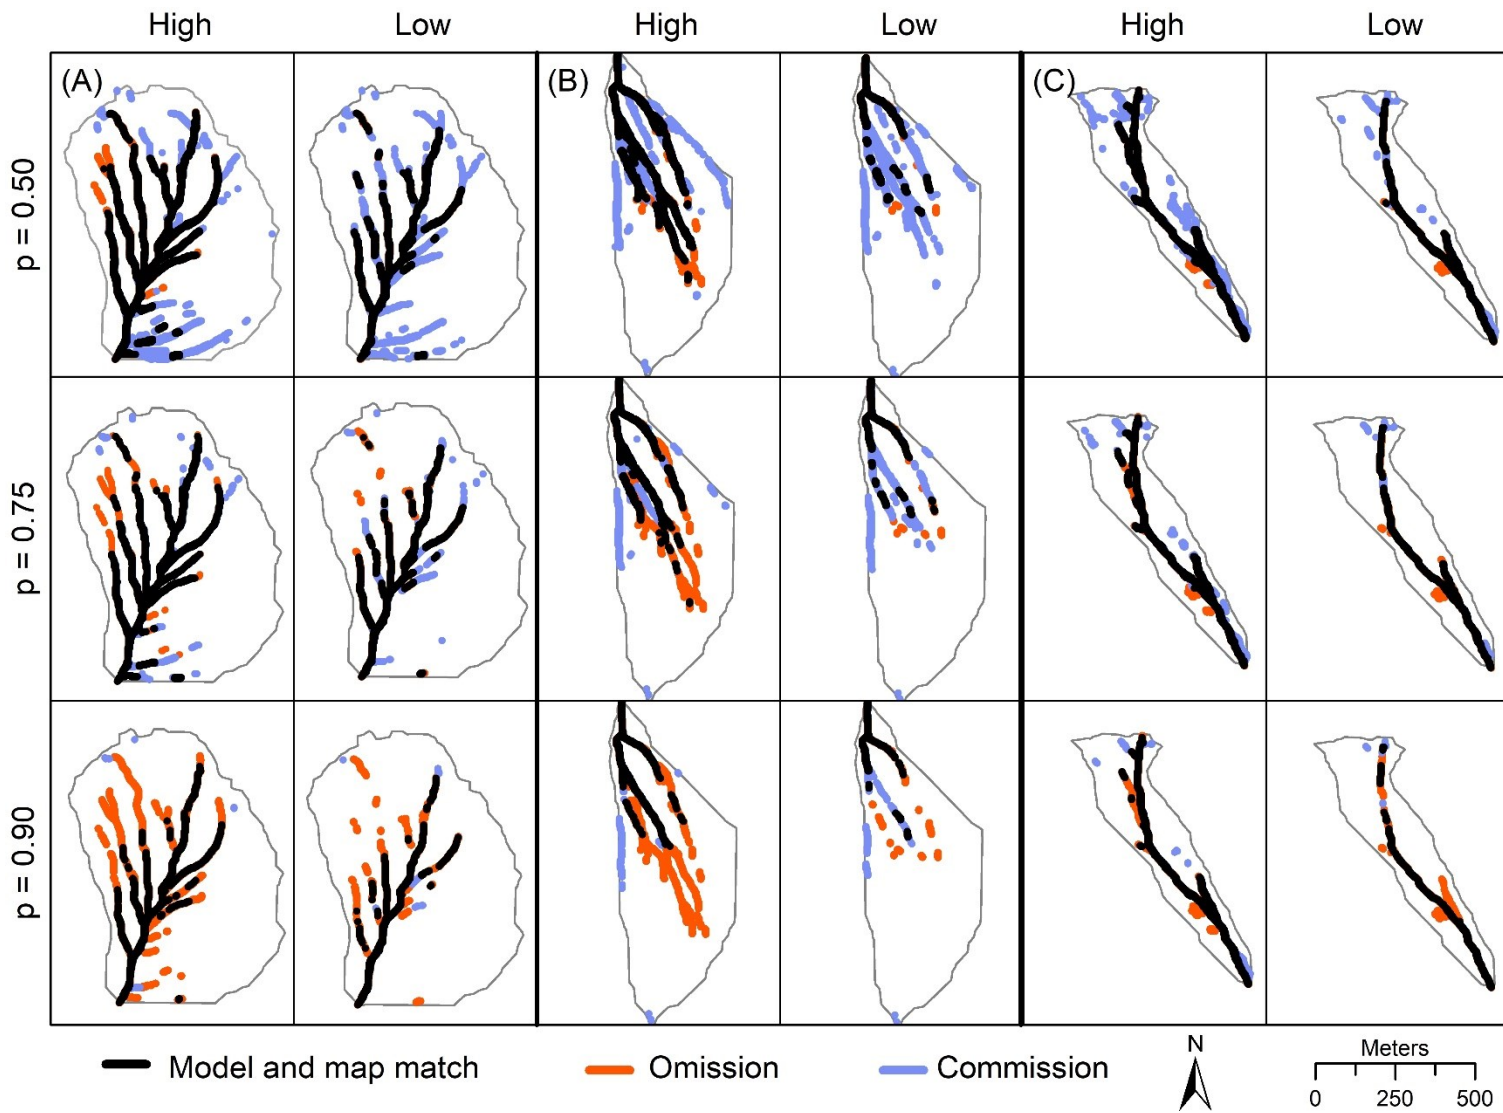 High Low High Low High Low
(A) (B) (C)
p = 0.50
p = 0.75
p = 0.90
Model and map match Omission Commission
N
Meters
0 250 500